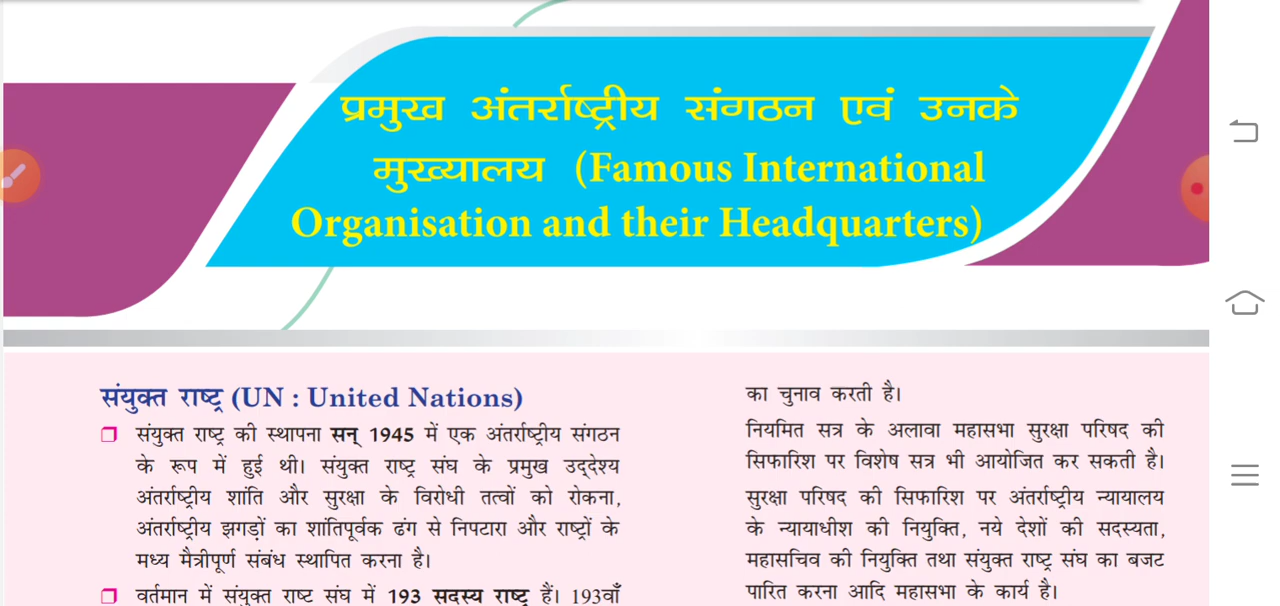 प्रमुख अंतर्राष्ट्रीय संगठन एवं उनके
मुख्यालय (Famous International
Organisation and their Headquarters)
संयुक्त राष्ट्र (UN : United Nations)
❐ संयुक्त राष्ट्र की स्थापना सन् 1945 में एक अंतर्राष्ट्रीय संगठन
के रूप में हुई थी। संयुक्त राष्ट्र संघ के प्रमुख उद्देश्य
अंतर्राष्ट्रीय शांति और सुरक्षा के विरोधी तत्वों को रोकना,
अंतर्राष्ट्रीय झगड़ों का शांतिपूर्वक ढंग से निपटारा और राष्ट्रों के
मध्य मैत्रीपूर्ण संबंध स्थापित करना है।
❐ वर्तमान में संयुक्त राष्ट संघ में 193 सदस्य राष्ट्र हैं। 193वाँ
का चुनाव करती है।
नियमित सत्र के अलावा महासभा सुरक्षा परिषद की
सिफारिश पर विशेष सत्र भी आयोजित कर सकती है।
सुरक्षा परिषद की सिफारिश पर अंतर्राष्ट्रीय न्यायालय
के न्यायाधीश की नियुक्ति, नये देशों की सदस्यता,
महासचिव की नियुक्ति तथा संयुक्त राष्ट्र संघ का बजट
पारित करना आदि महासभा के कार्य है।